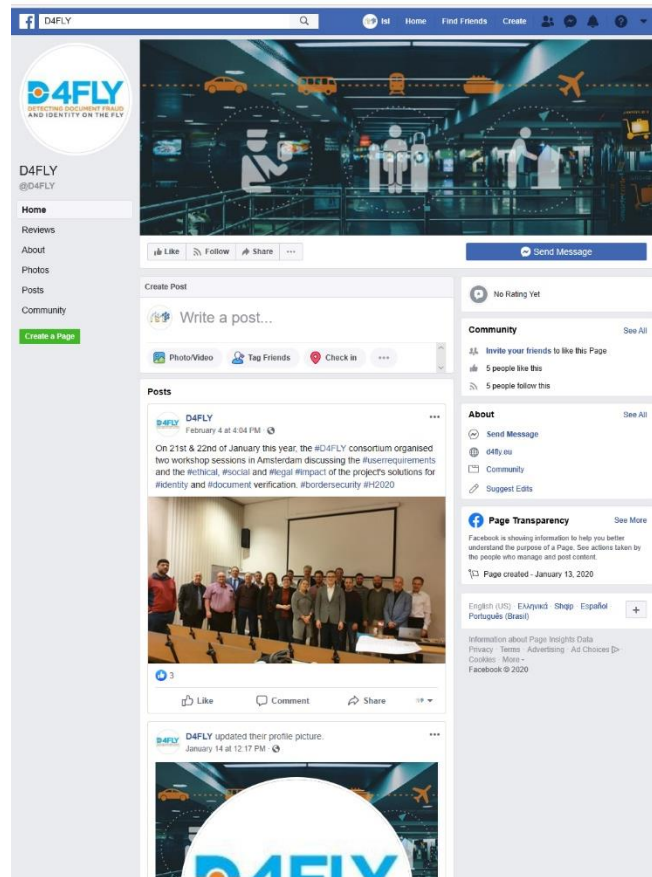 D4FLY
Ist
Home
Find Friends
Create
D4FLY
DETECTING DOCUMENT FRAUD
AND IDENTITY ON THE FLY
D4FLY
@D4FLY
Home
Reviews
About
Photos
Posts
Community
Create a Page
Like
Follow
Share
Send Message
Create Post
Write a post...
Photo/Video
Tag Friends
Check in
Posts
D4FLY
D4FLY
February 4 at 4:04 PM ·
On 21st & 22nd of January this year, the #D4FLY consortium organised
two workshop sessions in Amsterdam discussing the #userrequirements
and the #ethical, #social and #legal #impact of the project's solutions for
#identity and #document verification. #bordersecurity #H2020
3
Like
Comment
Share
D4FLY
D4FLY updated their profile picture.
January 14 at 12:17 PM ·
D4FLY
No Rating Yet
Community
See All
Invite your friends to like this Page
5 people like this
5 people follow this
About
See All
Send Message
d4fly.eu
Community
Suggest Edits
Page Transparency
See More
Facebook is showing information to help you better
understand the purpose of a Page. See actions taken by
the people who manage and post content.
Page created - January 13, 2020
English (US) · Ελληνικά · Shqip · Español ·
Português (Brasil)
Information about Page Insights Data
Privacy · Terms · Advertising · Ad Choices
Cookies · More
Facebook © 2020